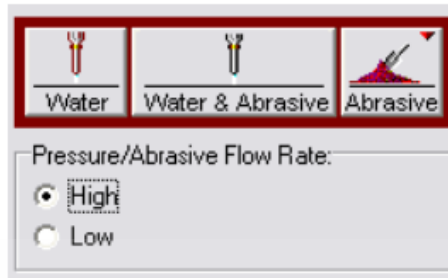 Water Water & Abrasive Abrasive
Pressure/Abrasive Flow Rate:
High
Low